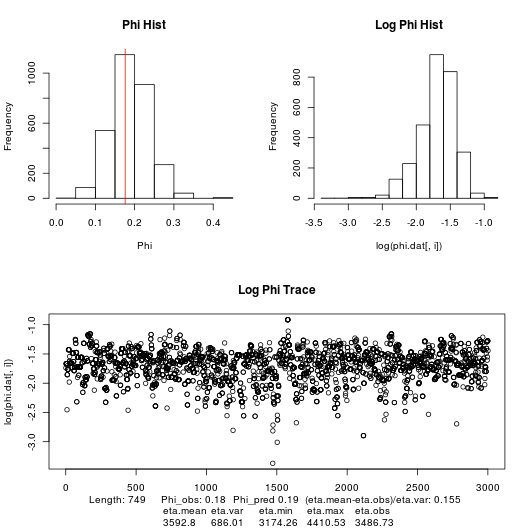 Phi Hist
Log Phi Hist
Frequency
0 200 600 1000
0.0 0.1 0.2 0.3 0.4
Phi
Frequency
0 200 400 600 800
-3.5 -3.0 -2.5 -2.0 -1.5 -1.0
log(phi.dat[, i])
Log Phi Trace
log(phi.dat[, i])
-3.0 -2.5 -2.0 -1.5 -1.0
0 500 1000 1500 2000 2500 3000
Length: 749 Phi_obs: 0.18 Phi_pred 0.19 (eta.mean-eta.obs)/eta.var: 0.155
eta.mean eta.var eta.min eta.max eta.obs
3592.8 686.01 3174.26 4410.53 3486.73